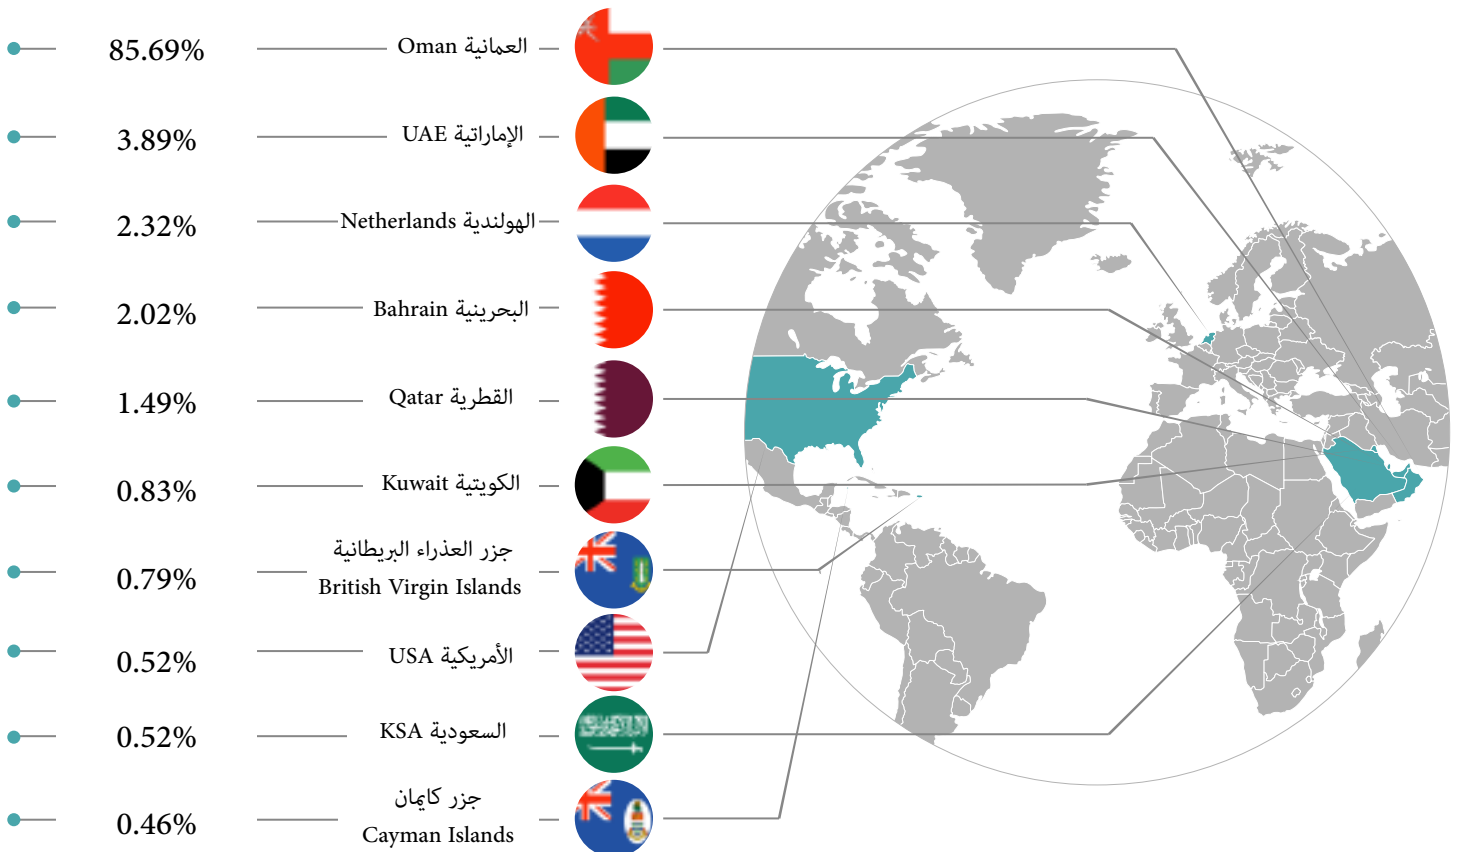 85.69% Oman العمانية
3.89% UAE الإماراتية
2.32% Netherlands الهولندية
2.02% Bahrain البحرينية
1.49% Qatar القطرية
0.83% Kuwait الكويتية
جزر العذراء البريطانية
0.79% British Virgin Islands
0.52% USA الأمريكية
0.52% KSA السعودية
جزر كايمان
0.46% Cayman Islands